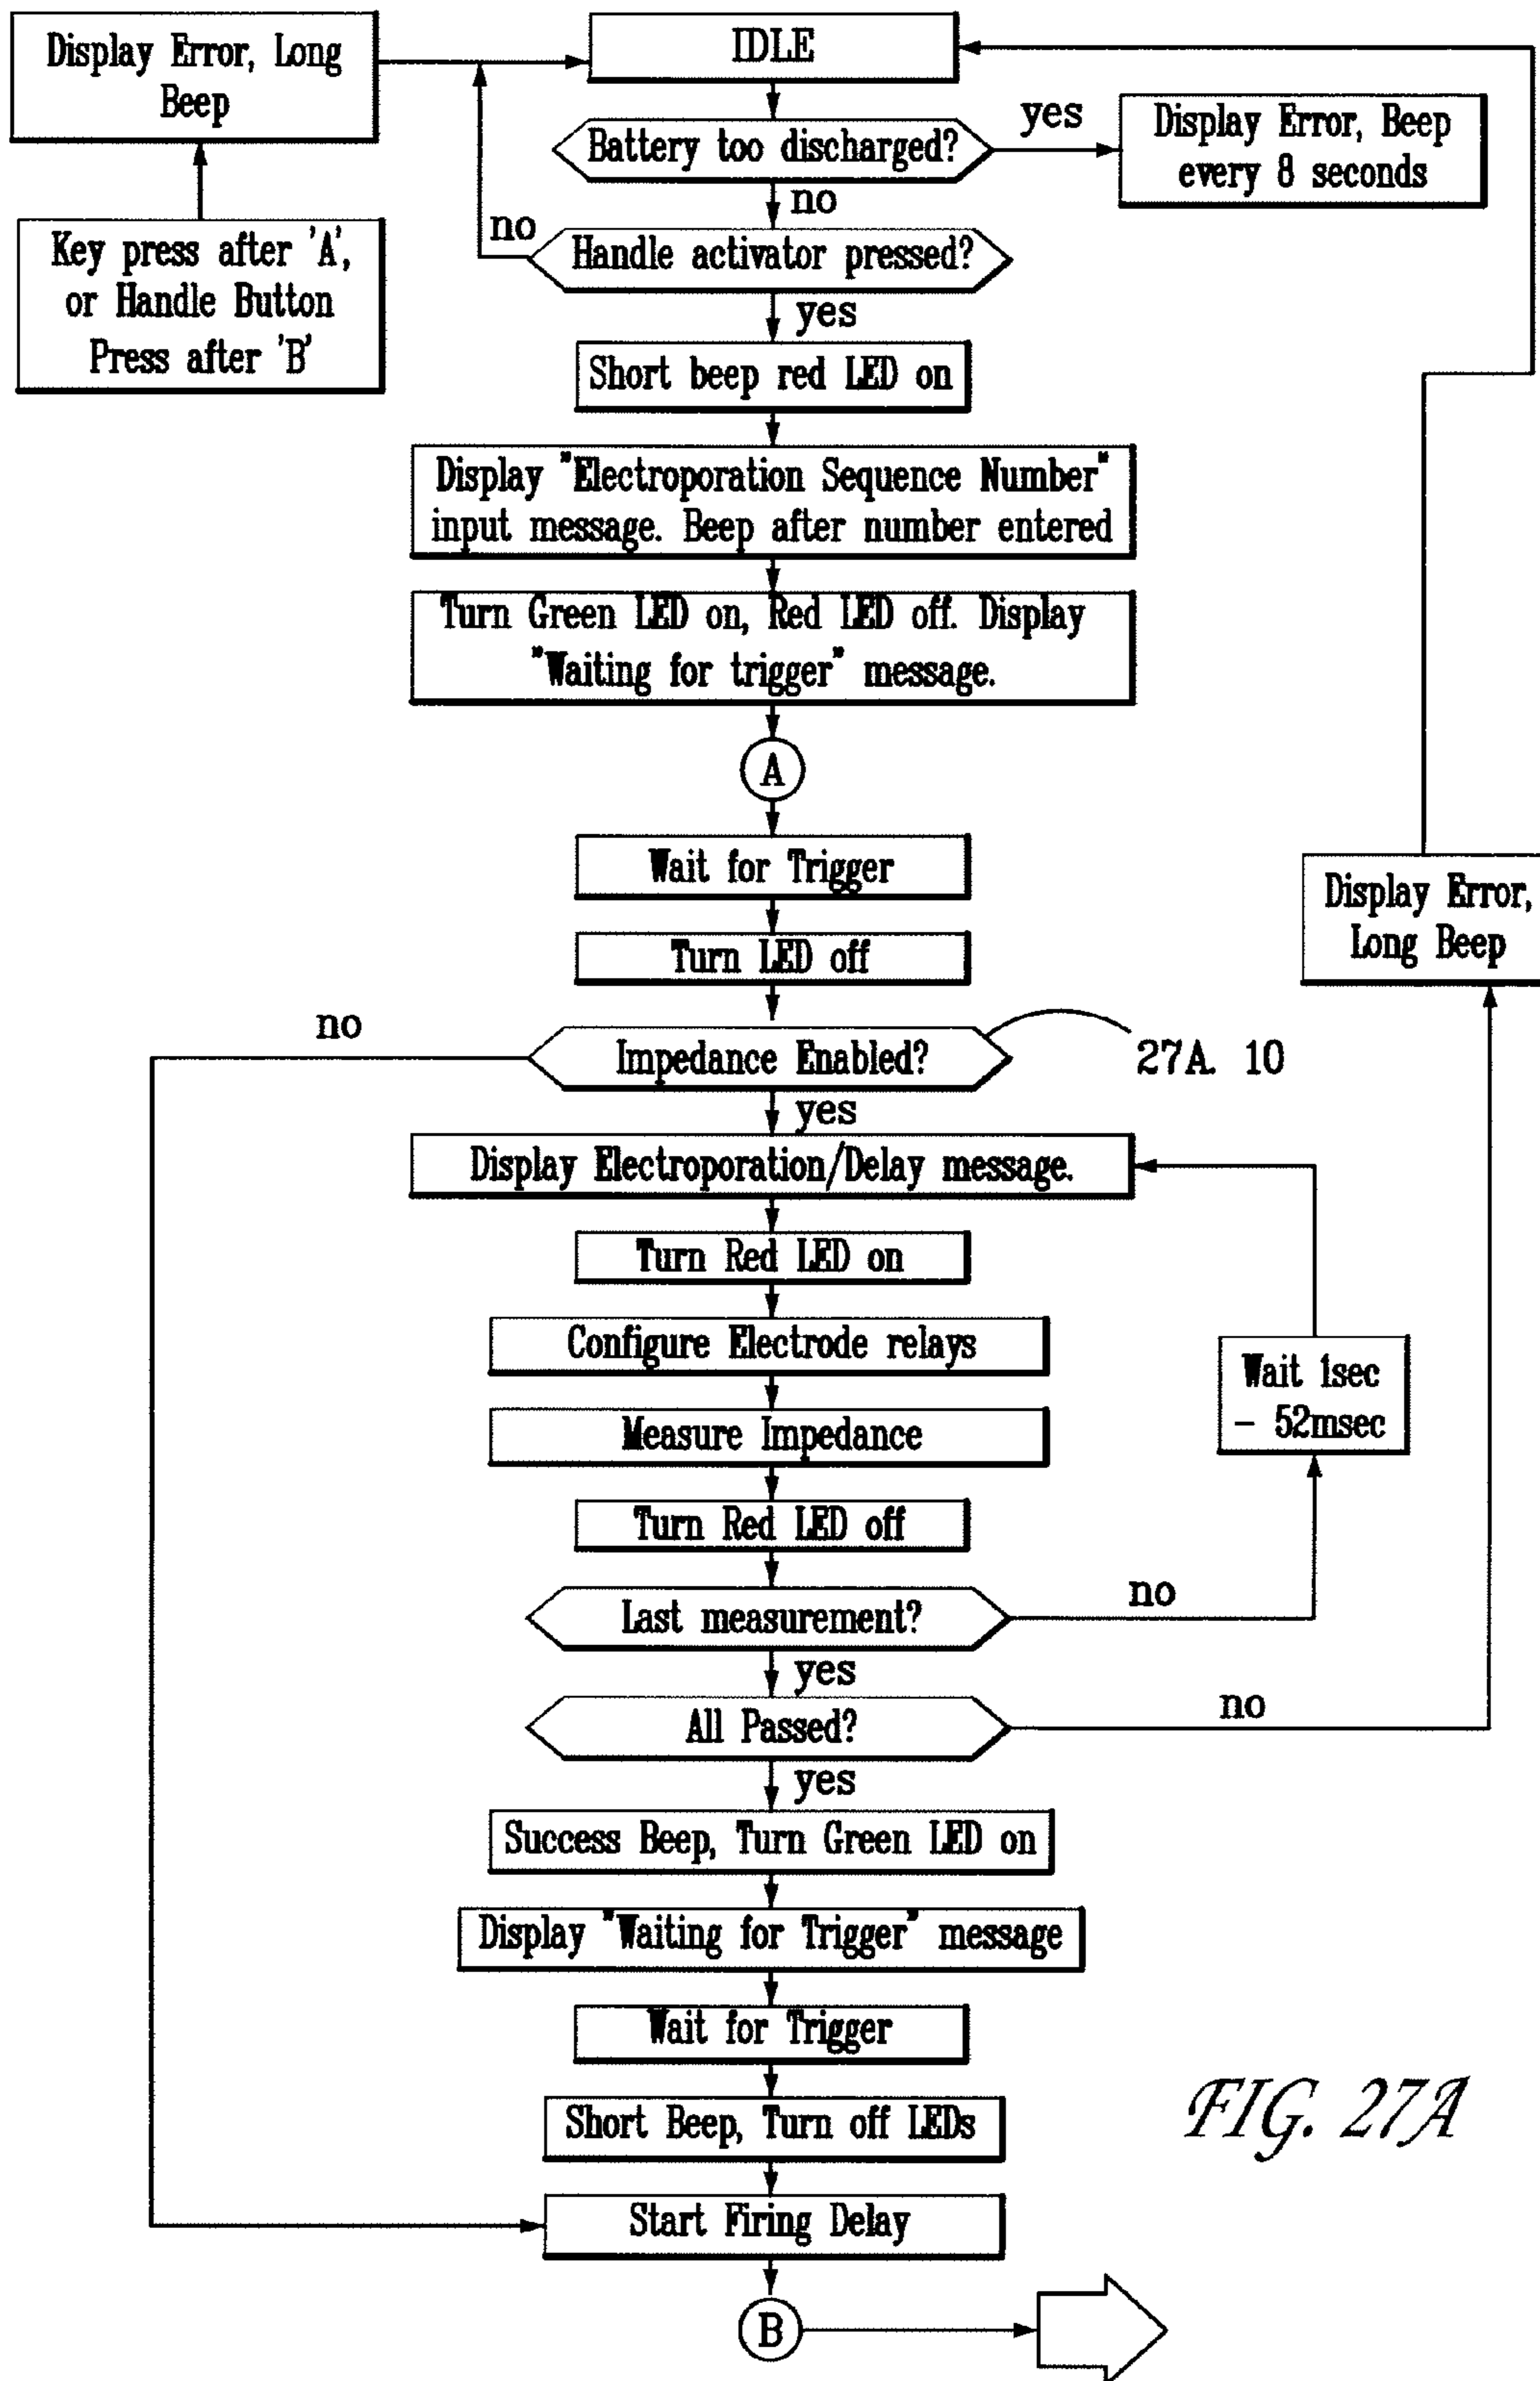 Display Error, Long
Beep
IDLE
Battery too discharged?
yes
Display Error, Beep
every 8 seconds
no
Key press after 'A',
or Handle Button
Press after 'B'
no
Handle activator pressed?
yes
Short beep red LED on
Display "Electroporation Sequence Number"
input message. Beep after number entered
Turn Green LED on, Red LED off. Display
"Waiting for trigger" message.
A
Wait for Trigger
Display Error,
Long Beep
Turn LED off
no
Impedance Enabled?
27A. 10
yes
Display Electroporation/Delay message.
Turn Red LED on
Configure Electrode relays
Wait 1sec
- 52msec
Measure Impedance
Turn Red LED off
Last measurement?
no
yes
All Passed?
no
yes
Success Beep, Turn Green LED on
Display "Waiting for Trigger" message
Wait for Trigger
Short Beep, Turn off LEDs
FIG. 27A
Start Firing Delay
B